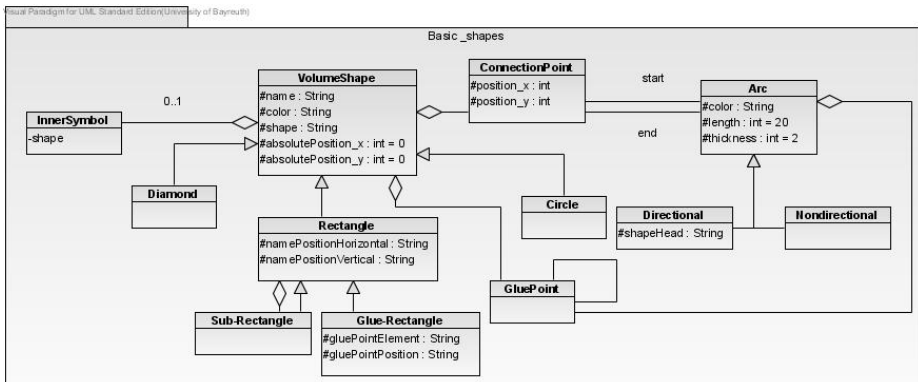 Visual Paradigm for UML Standard Edition(University of Bayreuth)
Basic _shapes
VolumeShape
#name : String
#color : String
#shape : String
#absolutePosition_x : int = 0
#absolutePosition_y : int = 0
ConnectionPoint
#position_x : int
#position_y : int
start
end
Arc
#color : String
#length : int = 20
#thickness : int = 2
0..1
InnerSymbol
-shape
Diamond
Circle
Rectangle
#namePositionHorizontal : String
#namePositionVertical : String
Directional
#shapeHead : String
Nondirectional
GluePoint
Sub-Rectangle
Glue-Rectangle
#gluePointElement : String
#gluePointPosition : String